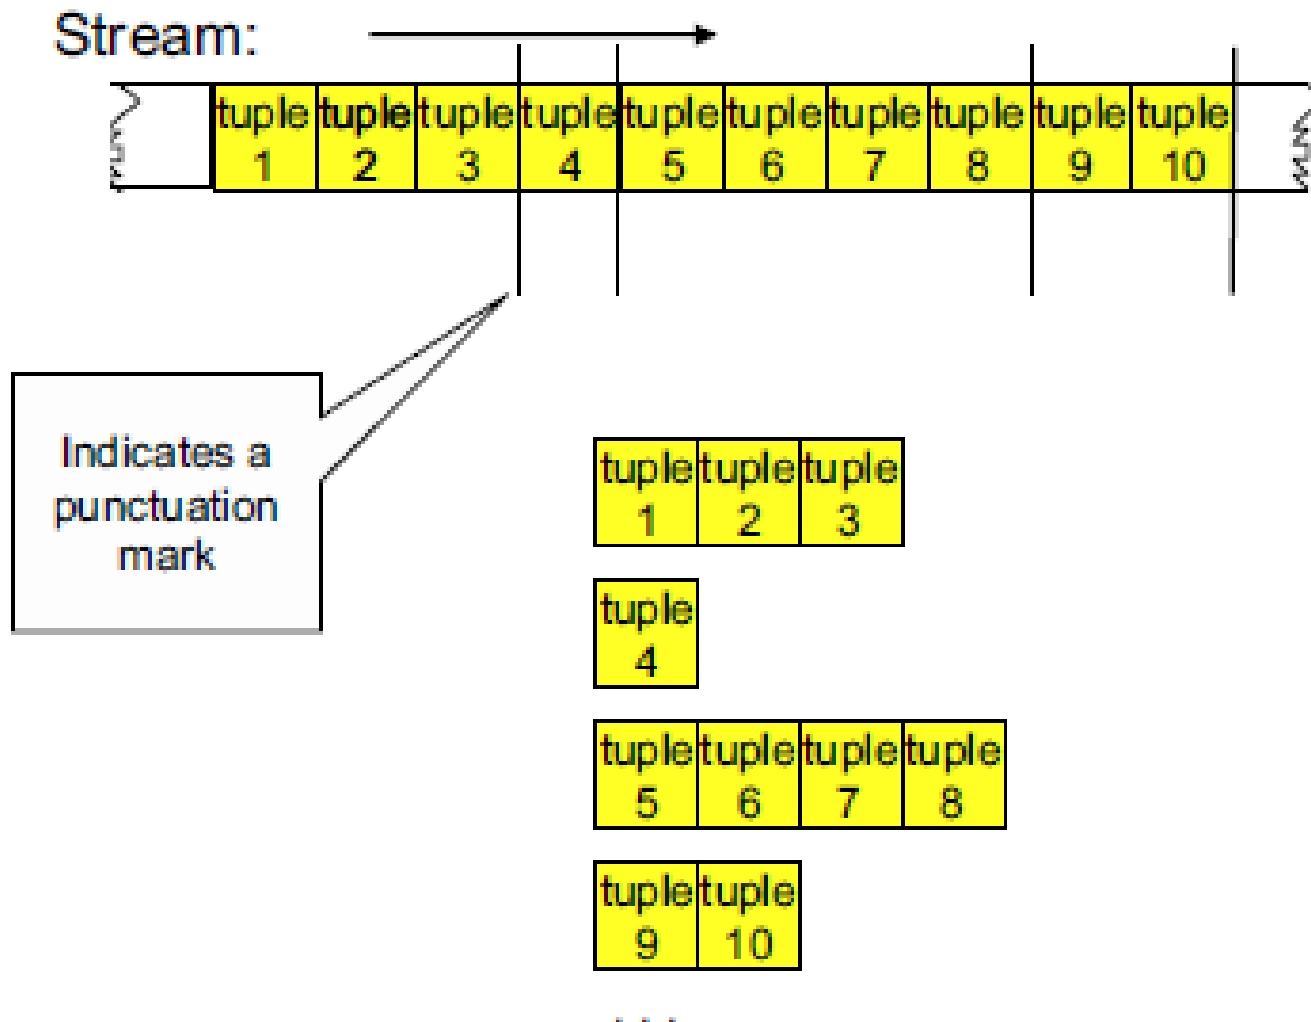 Stream:
tuple tuple tuple tuple tuple tuple tuple tuple tuple tuple
1 2 3 4 5 6 7 8 9 10
Indicates a
punctuation
mark
tuple tuple tuple
1 2 3
tuple
4
tuple tuple tuple tuple
5 6 7 8
tuple tuple
9 10
...